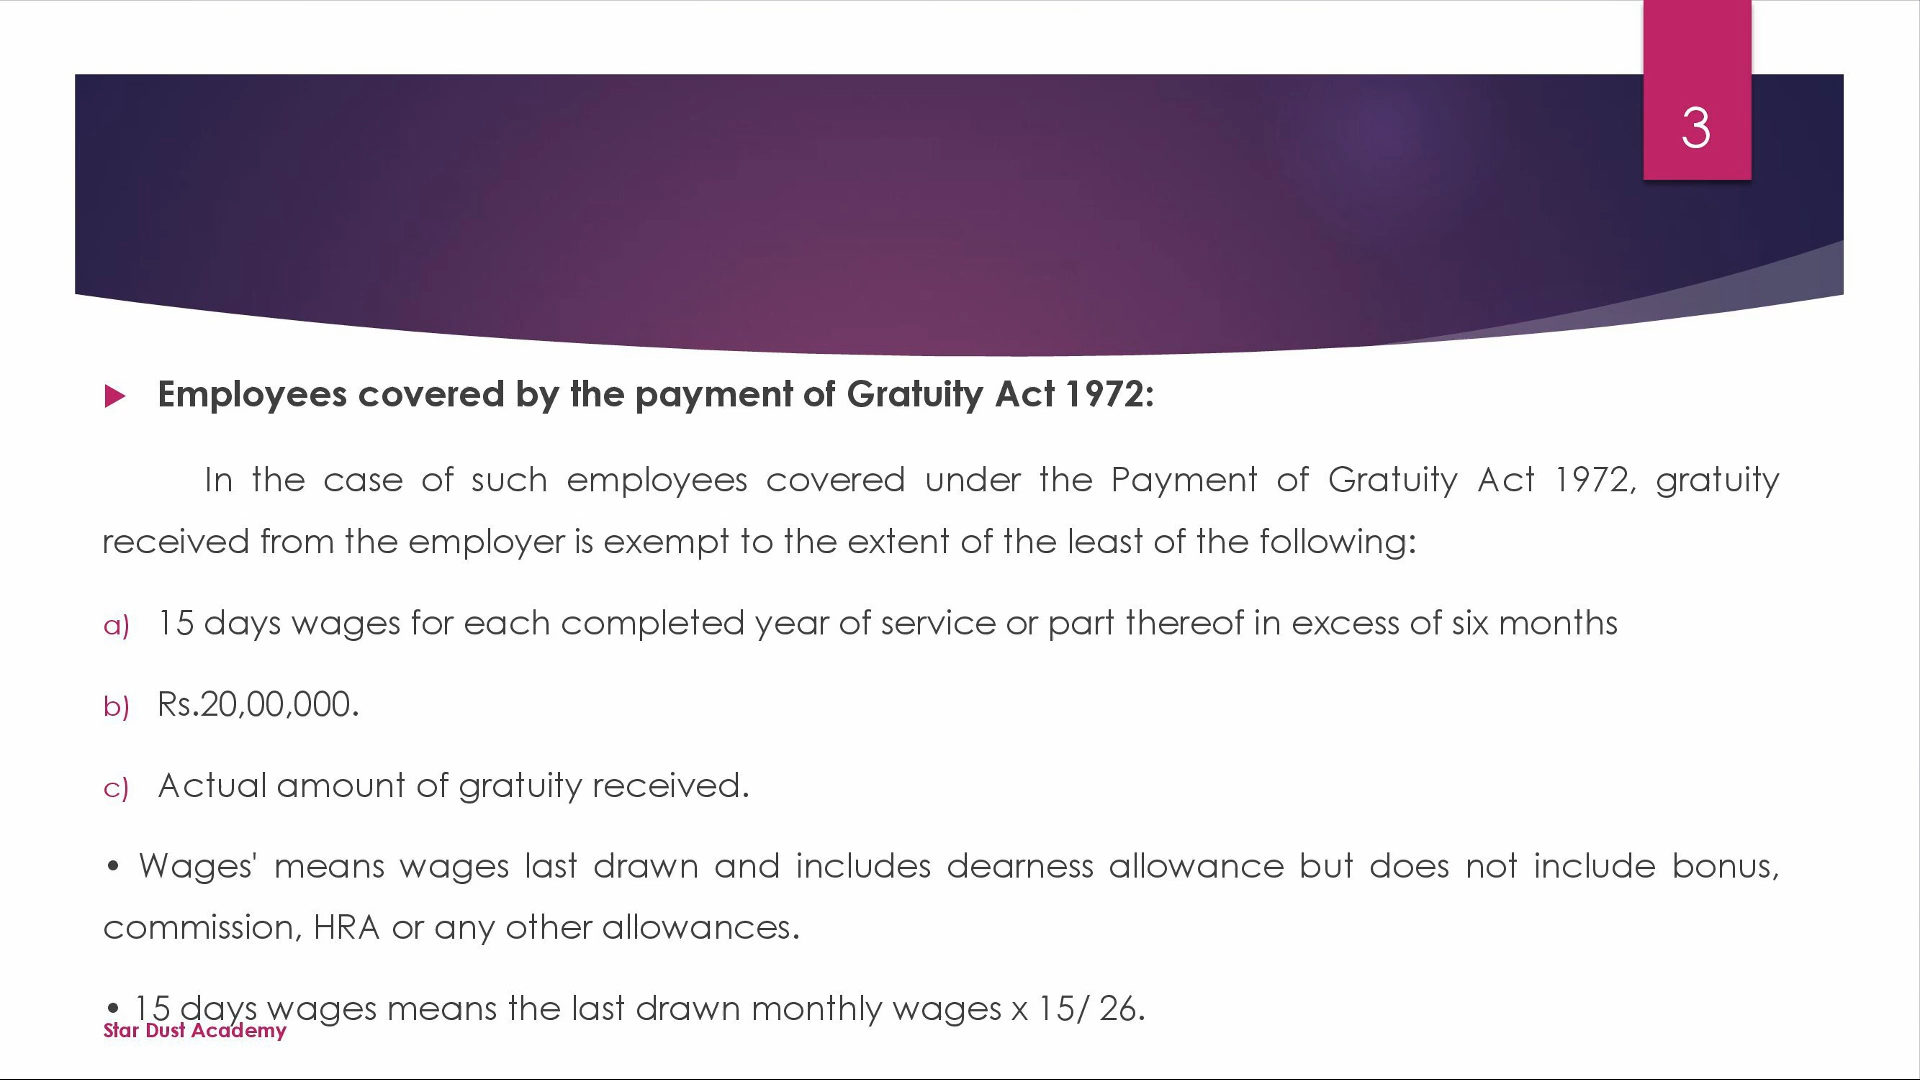 3
Employees covered by the payment of Gratuity Act 1972:
In the case of such employees covered under the Payment of Gratuity Act 1972, gratuity
received from the employer is exempt to the extent of the least of the following:
a) 15 days wages for each completed year of service or part thereof in excess of six months
b) Rs.20,00,000.
c) Actual amount of gratuity received.
• Wages' means wages last drawn and includes dearness allowance but does not include bonus,
commission, HRA or any other allowances.
• 15 days wages means the last drawn monthly wages x 15/ 26.
Star Dust Academy